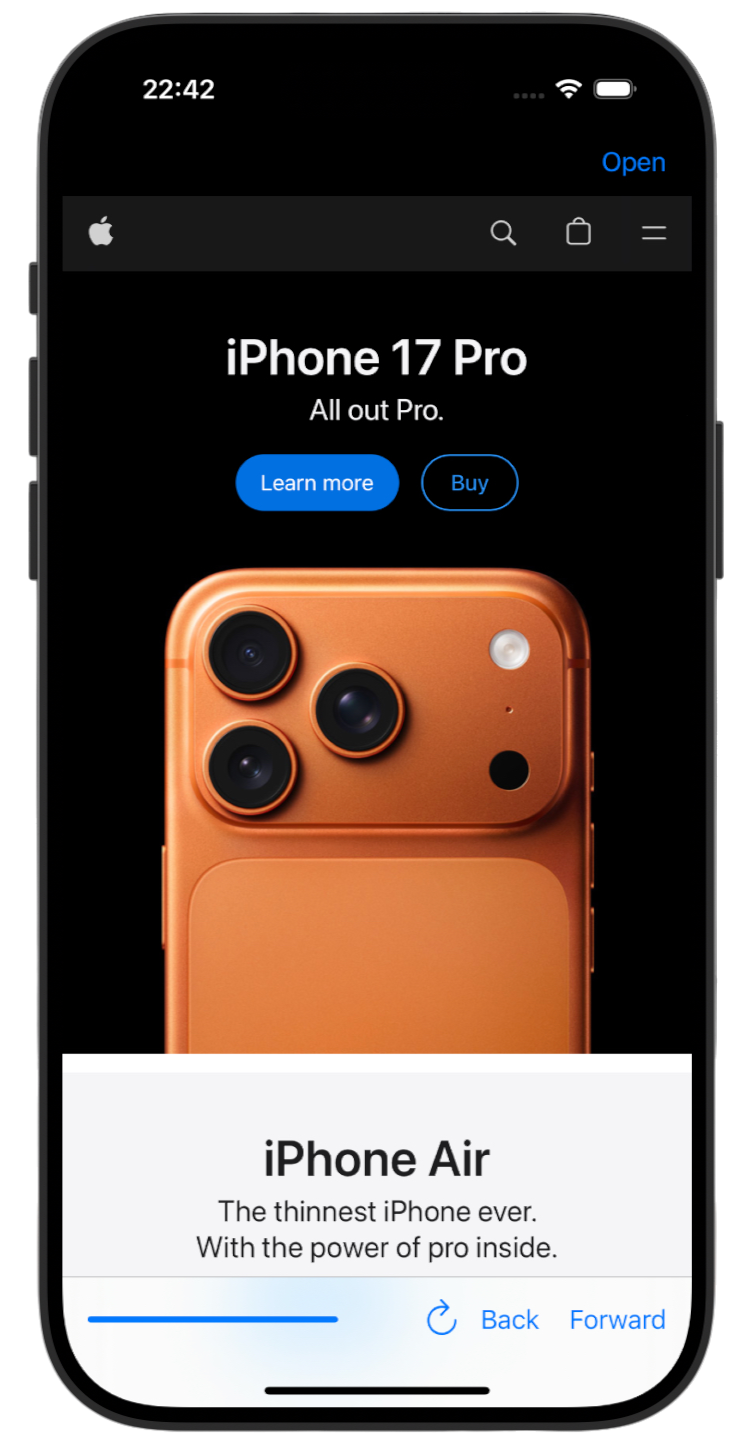 22:42
Open
iPhone 17 Pro
All out Pro.
Learn more
Buy
iPhone Air
The thinnest iPhone ever.
With the power of pro inside.
Back
Forward